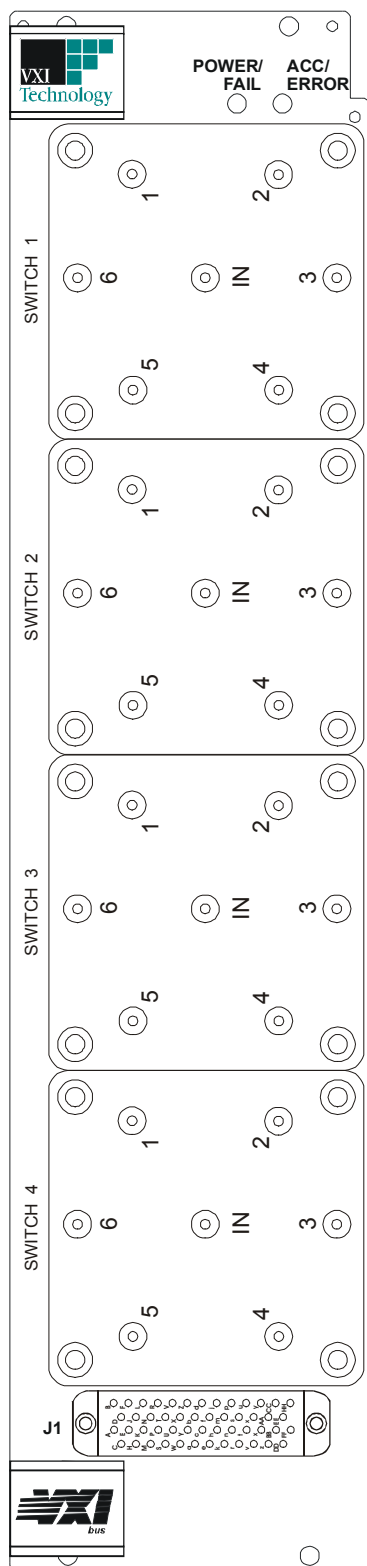 VXI
Technology
POWER/
FAIL
ACC/
ERROR
SWITCH 1
1
2
6
IN
3
5
4
SWITCH 2
1
2
6
IN
3
5
4
SWITCH 3
1
2
6
IN
3
5
4
SWITCH 4
1
2
6
IN
3
5
4
J1
VXI
bus